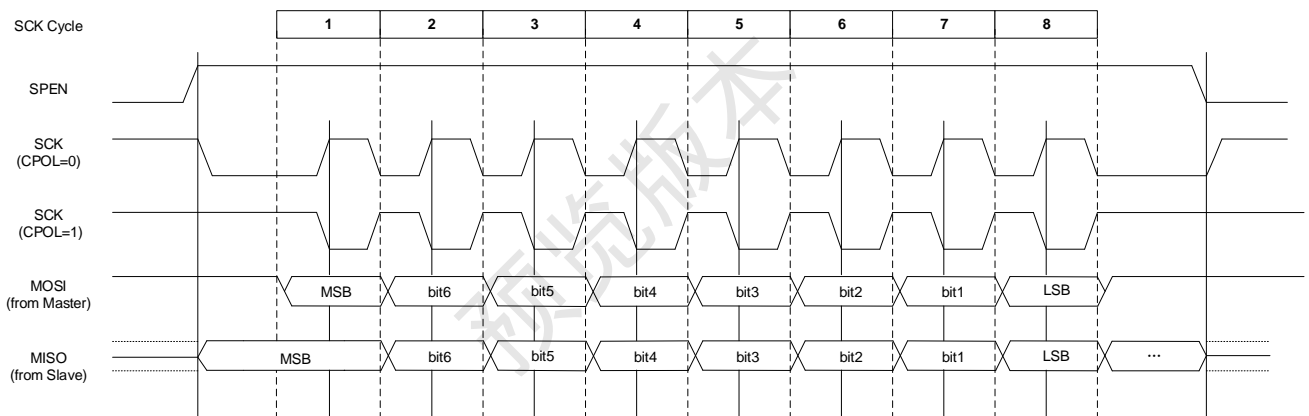 SCK Cycle 1 2 3 4 5 6 7 8
SPEN
SCK
(CPOL=0)
SCK
(CPOL=1)
MOSI
(from Master)
MSB bit6 bit5 bit4 bit3 bit2 bit1 LSB
MISO
(from Slave)
MSB bit6 bit5 bit4 bit3 bit2 bit1 LSB ...
预览版本